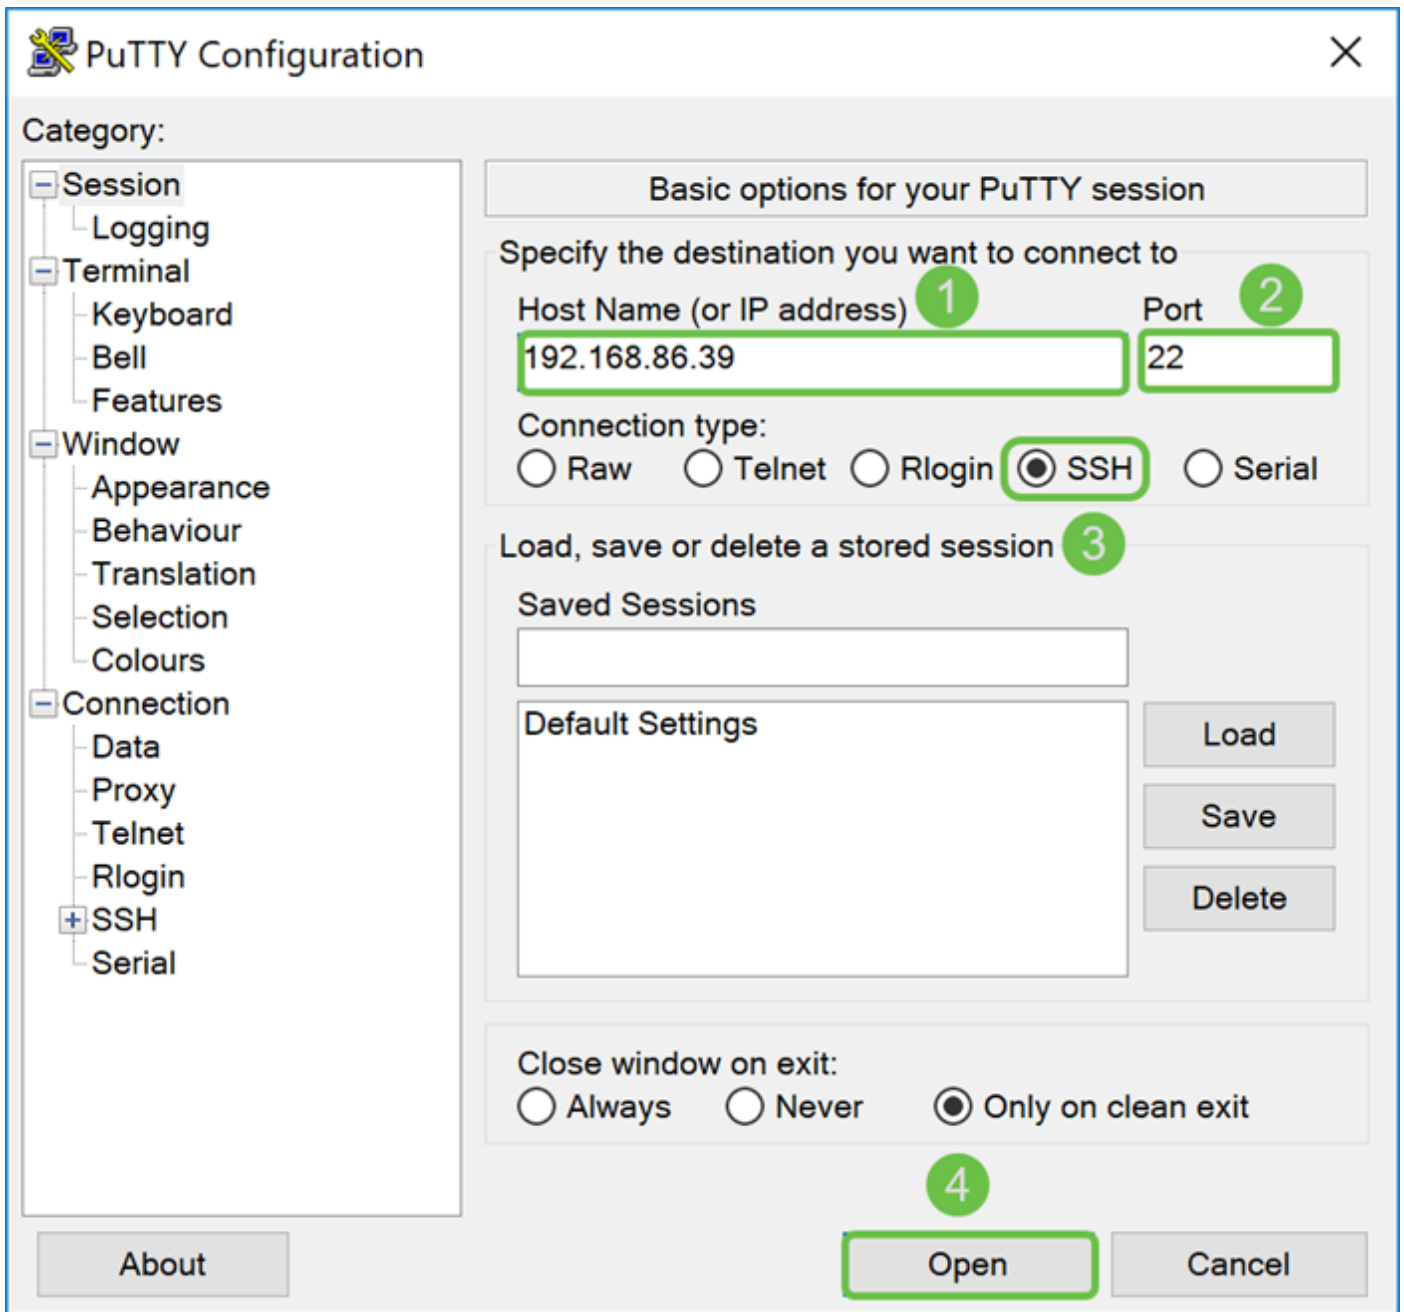 PuTTY Configuration
Category:
Session
Logging
Terminal
Keyboard
Bell
Features
Window
Appearance
Behaviour
Translation
Selection
Colours
Connection
Data
Proxy
Telnet
Rlogin
SSH
Serial
Basic options for your PuTTY session
Specify the destination you want to connect to
Host Name (or IP address) 1 Port 2
192.168.86.39 22
Connection type:
Raw Telnet Rlogin SSH Serial
Load, save or delete a stored session 3
Saved Sessions
Default Settings
Load
Save
Delete
Close window on exit:
Always Never Only on clean exit
4
About Open Cancel